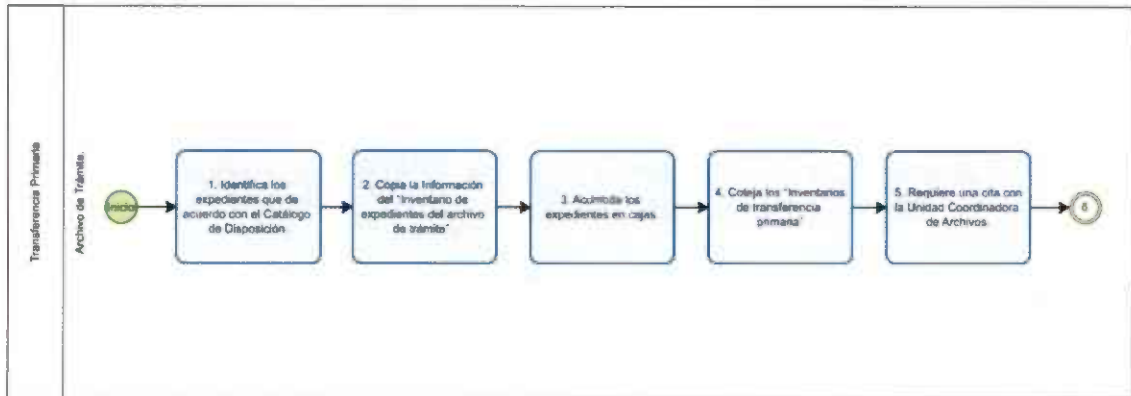 Transferencia Primaria
Archivo de Trámite.
Inicio
1. Identifica los
expedientes que de
acuerdo con el Catálogo
de Disposición
2. Copia la Información
del "Inventario de
expedientes del archivo
de trámite"
3. Acomoda los
expedientes en cajas.
4. Coteja los "Inventarios
de transferencia
primaria"
5. Requiere una cita con
la Unidad Coordinadora
de Archivos.
6